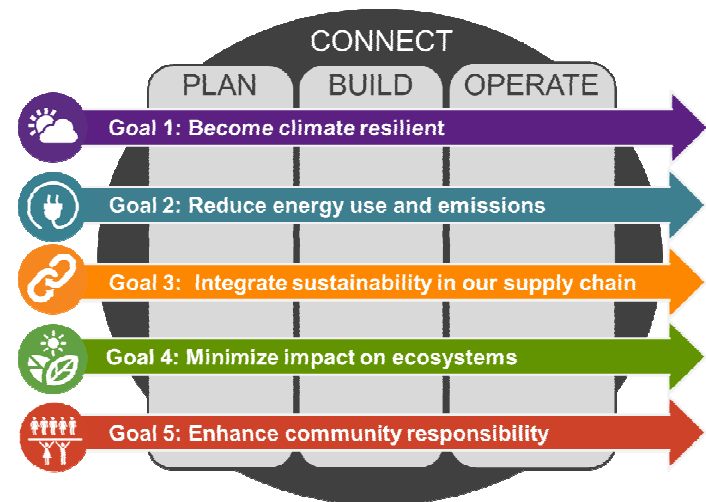 CONNECT
PLAN BUILD OPERATE
Goal 1: Become climate resilient
Goal 2: Reduce energy use and emissions
Goal 3: Integrate sustainability in our supply chain
Goal 4: Minimize impact on ecosystems
Goal 5: Enhance community responsibility